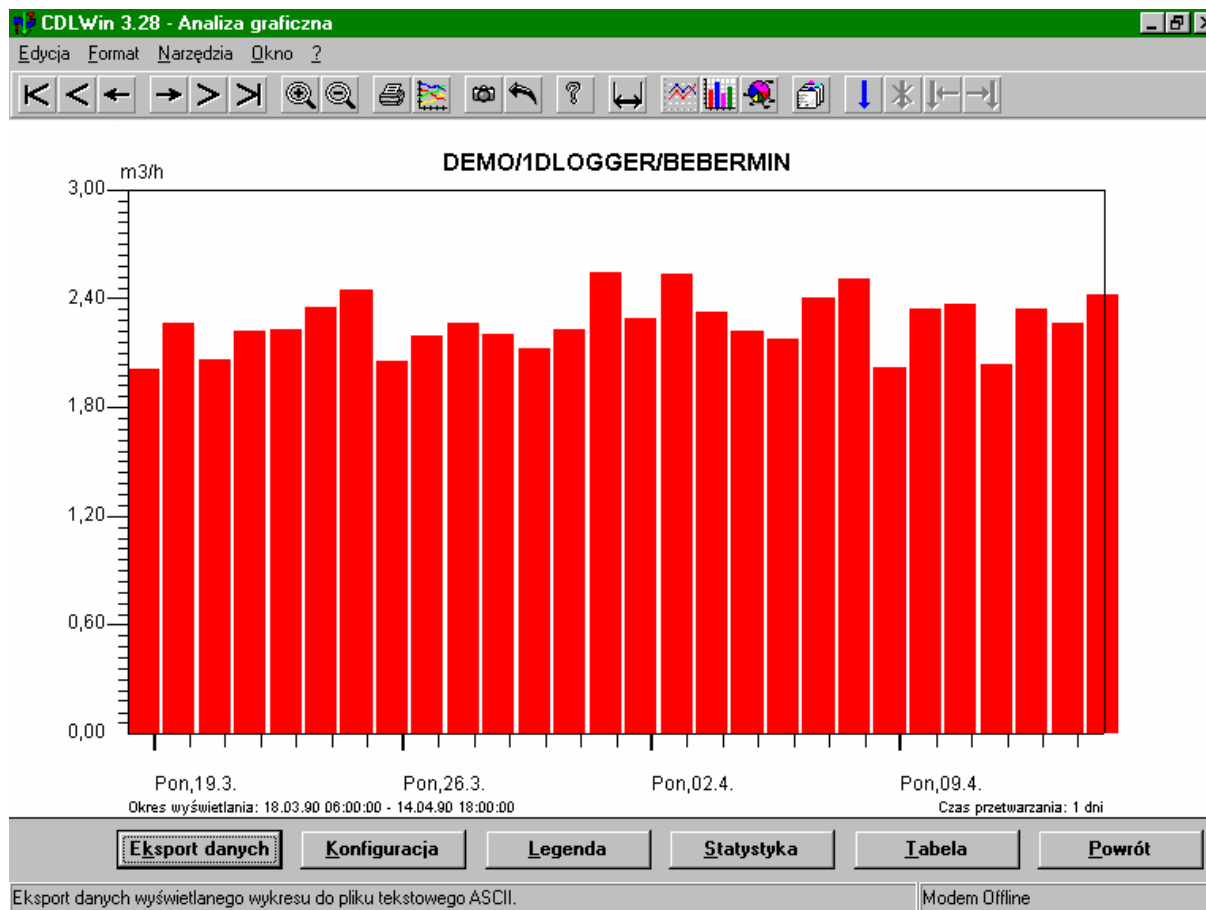 CDLWin 3.28 - Analiza graficzna
Edycja Format Narzędzia Okno ?
DEMO/1DLOGGER/BEBERMIN
m3/h
3,00
2,40
1,80
1,20
0,60
0,00
Pon,19.3. Pon,26.3. Pon,02.4. Pon,09.4.
Okres wyświetlania: 18.03.90 06:00:00 - 14.04.90 18:00:00 Czas przetwarzania: 1 dni
Eksport danych Konfiguracja Legenda Statystyka Tabela Powrót
Eksport danych wyświetlanego wykresu do pliku tekstowego ASCII. Modem Offline